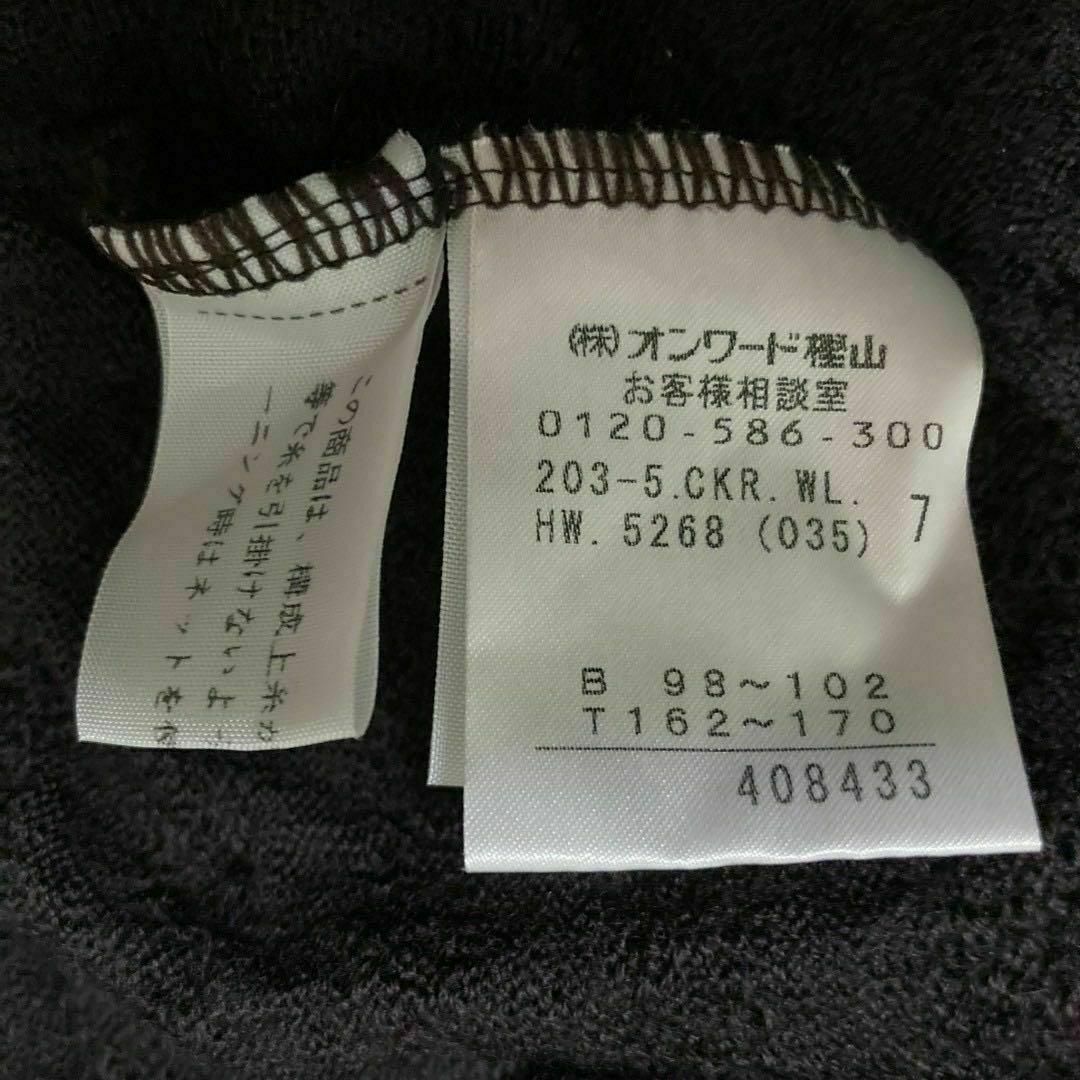 この商品は、構成上糸が
等で糸を引掛けないよう
ーニング時はネットを使
(株)オンワード樫山
お客様相談室
0120-586-300
203-5.CKR.WL.
HW.5268 (035) 7
B 98～102
T162～170
408433